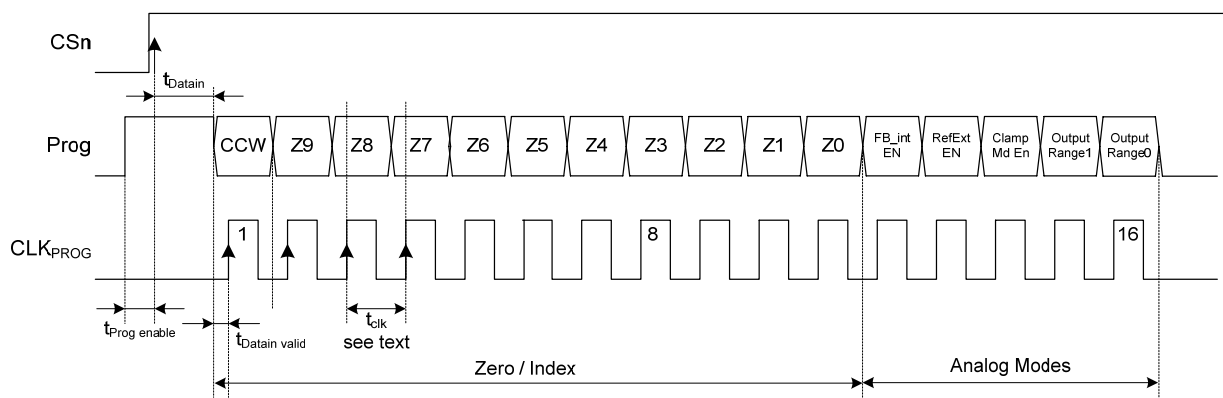 CSn
tDatain
Prog
CCW Z9 Z8 Z7 Z6 Z5 Z4 Z3 Z2 Z1 Z0 FB_int EN RefExt EN Clamp Md En Output Range1 Output Range0
CLKPROG
1 8 16
tProg enable
tDatain valid
tclk
see text
Zero / Index
Analog Modes